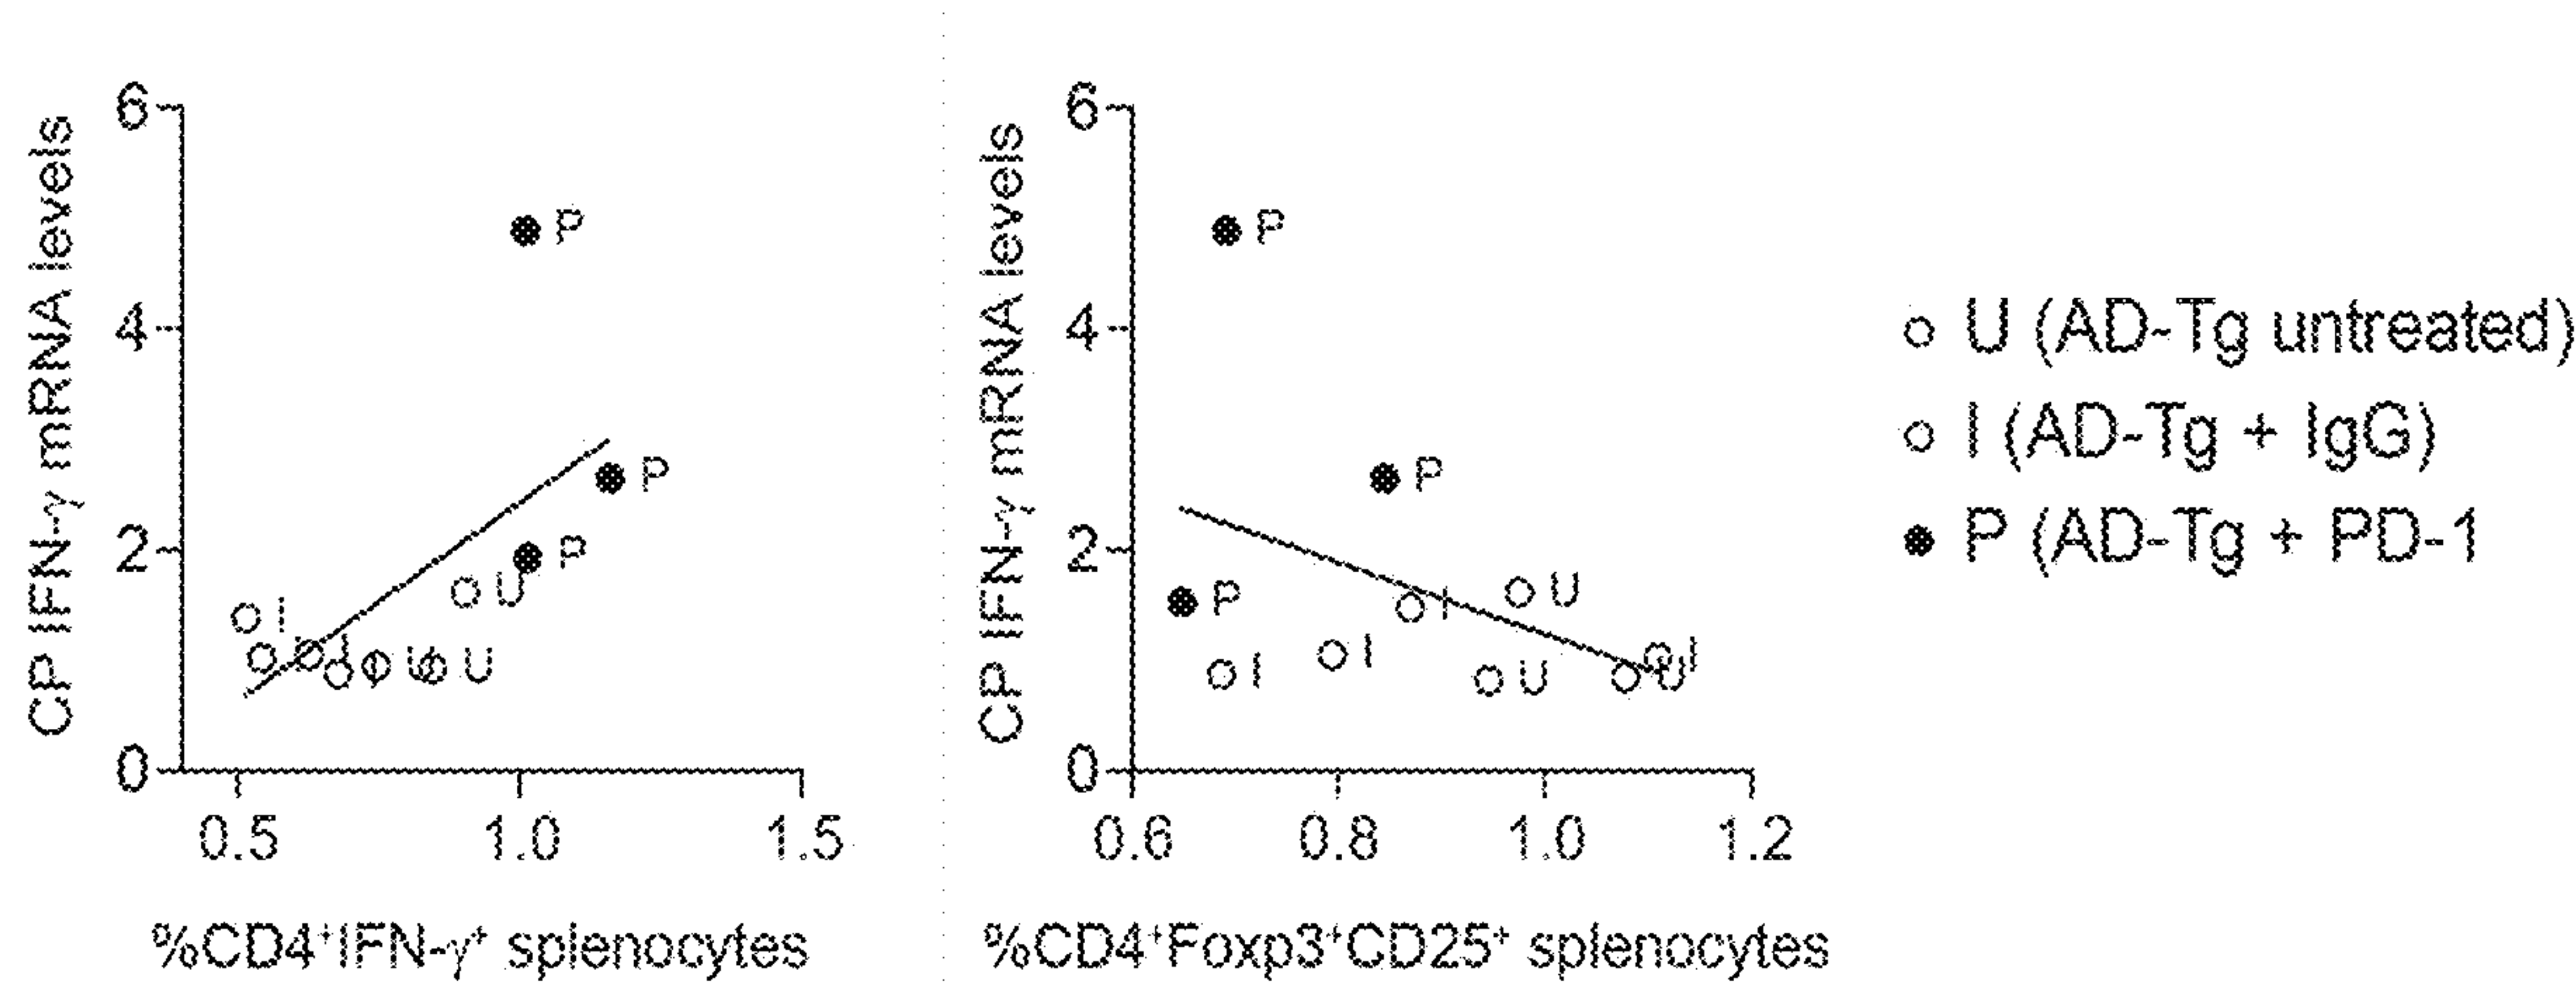 CP IFN-γ mRNA levels
6
4
2
0
P
P
P
U
I
I
U
U
0.5 1.0 1.5
%CD4⁺IFN-γ⁺ splenocytes
CP IFN-γ mRNA levels
6
4
2
0
P
P
P
I
U
I
I
U
U
I
0.6 0.8 1.0 1.2
%CD4⁺Foxp3⁺CD25⁺ splenocytes
U (AD-Tg untreated)
I (AD-Tg + IgG)
P (AD-Tg + PD-1